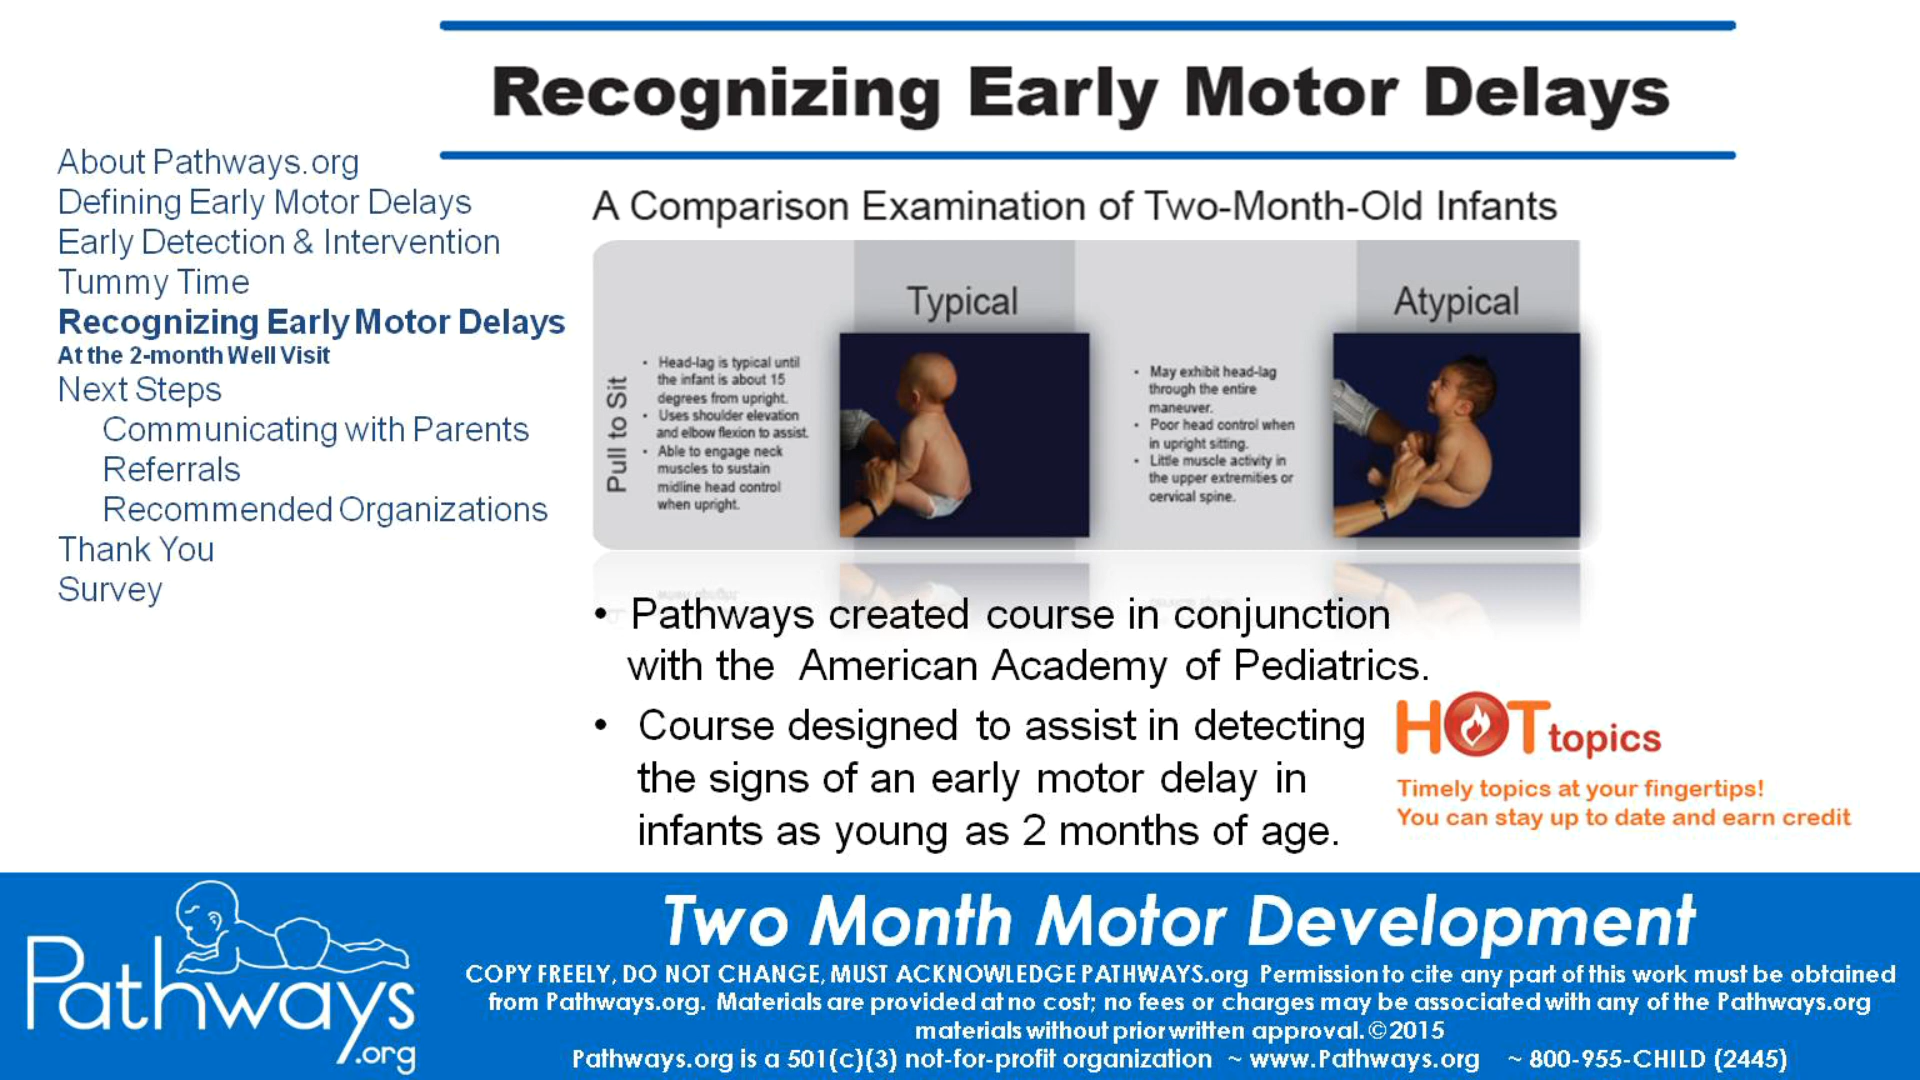 Recognizing Early Motor Delays
About Pathways.org
Defining Early Motor Delays
Early Detection & Intervention
Tummy Time
Recognizing Early Motor Delays
At the 2-month Well Visit
Next Steps
Communicating with Parents
Referrals
Recommended Organizations
Thank You
Survey
A Comparison Examination of Two-Month-Old Infants
Pull to Sit
Typical
• Head-lag is typical until
the infant is about 15
degrees from upright.
• Uses shoulder elevation
and elbow flexion to assist.
• Able to engage neck
muscles to sustain
midline head control
when upright.
Atypical
• May exhibit head-lag
through the entire
maneuver.
• Poor head control when
in upright sitting.
• Little muscle activity in
the upper extremities or
cervical spine.
• Pathways created course in conjunction
with the American Academy of Pediatrics.
• Course designed to assist in detecting
the signs of an early motor delay in
infants as young as 2 months of age.
HOT topics
Timely topics at your fingertips!
You can stay up to date and earn credit
Pathways
.org
Two Month Motor Development
COPY FREELY, DO NOT CHANGE, MUST ACKNOWLEDGE PATHWAYS.org Permission to cite any part of this work must be obtained
from Pathways.org. Materials are provided at no cost; no fees or charges may be associated with any of the Pathways.org
materials without prior written approval. ©2015
Pathways.org is a 501(c)(3) not-for-profit organization ~ www.Pathways.org ~ 800-955-CHILD (2445)